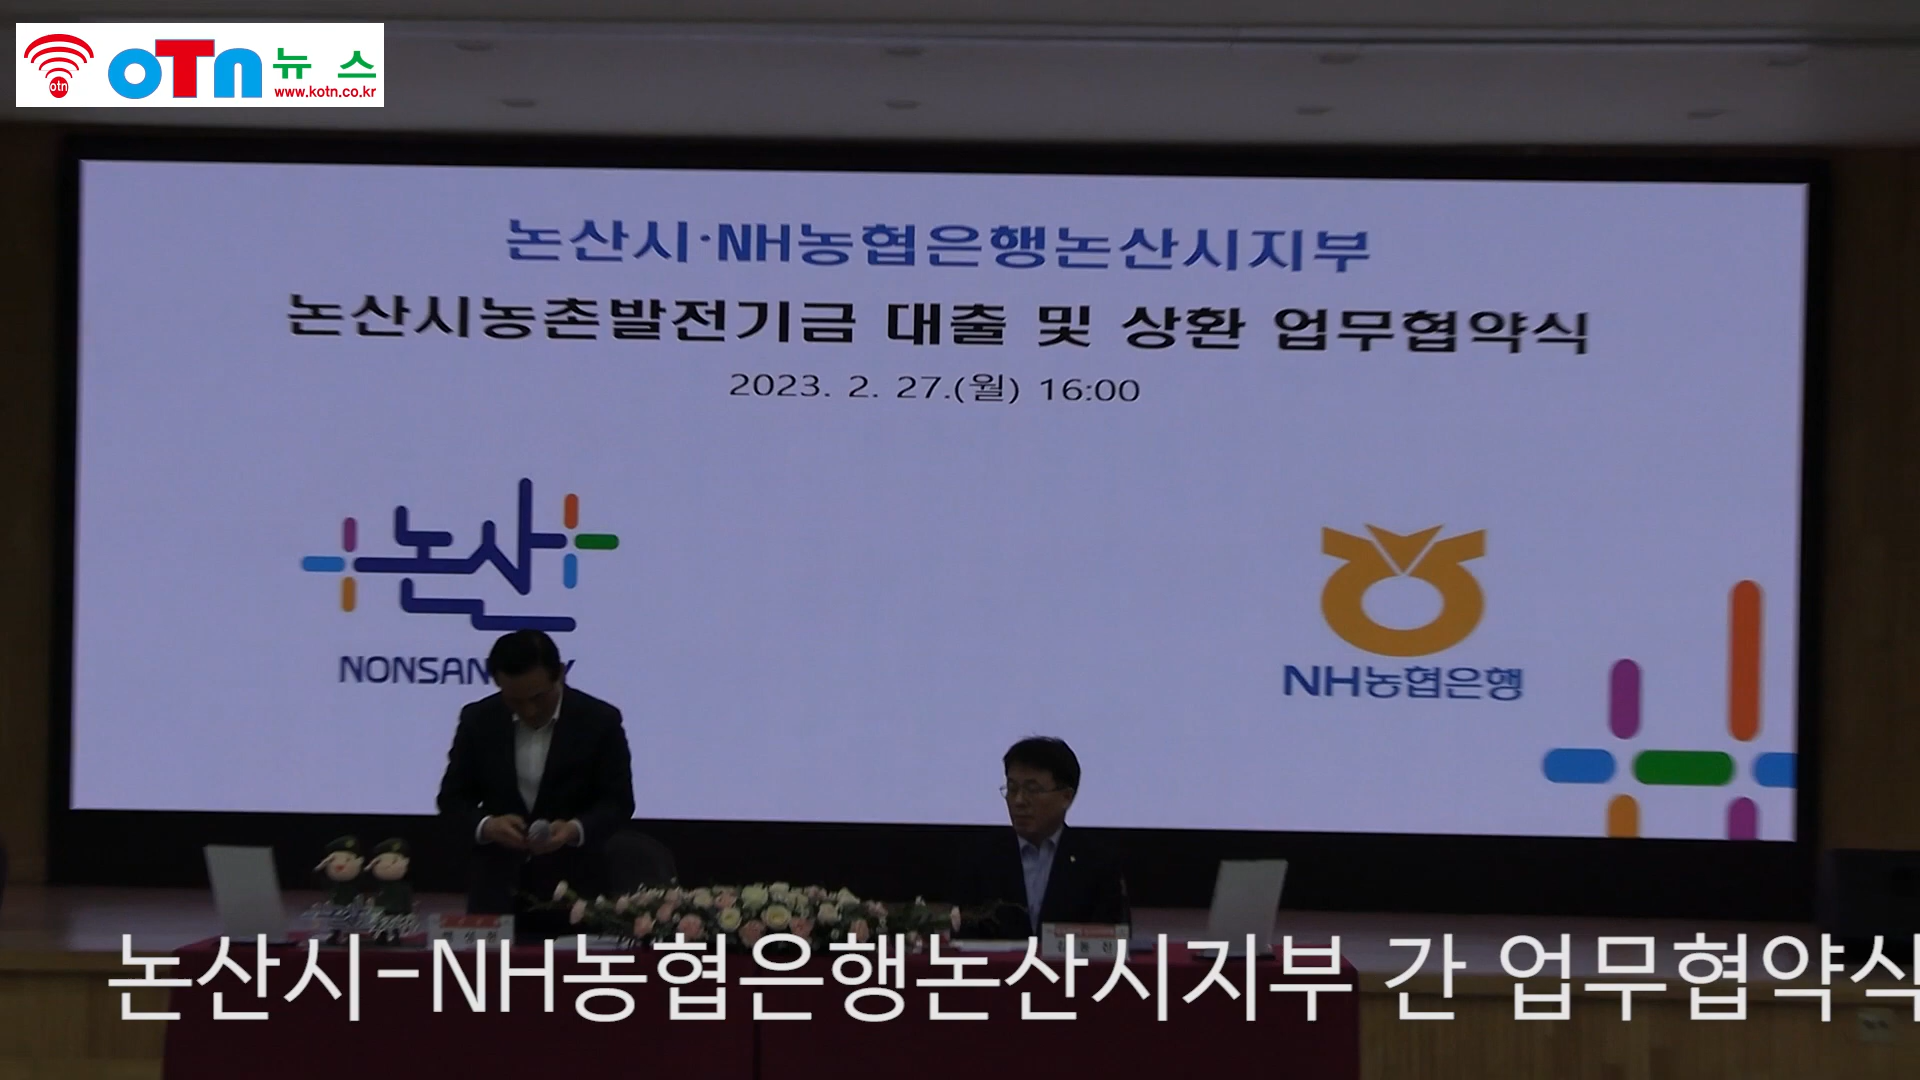 otn
oTn 뉴 스
www.kotn.co.kr
논산시·NH농협은행논산시지부
논산시농촌발전기금 대출 및 상환 업무협약식
2023. 2. 27.(월) 16:00
논산
NONSAN
NH농협은행
논산시-NH농협은행논산시지부 간 업무협약식